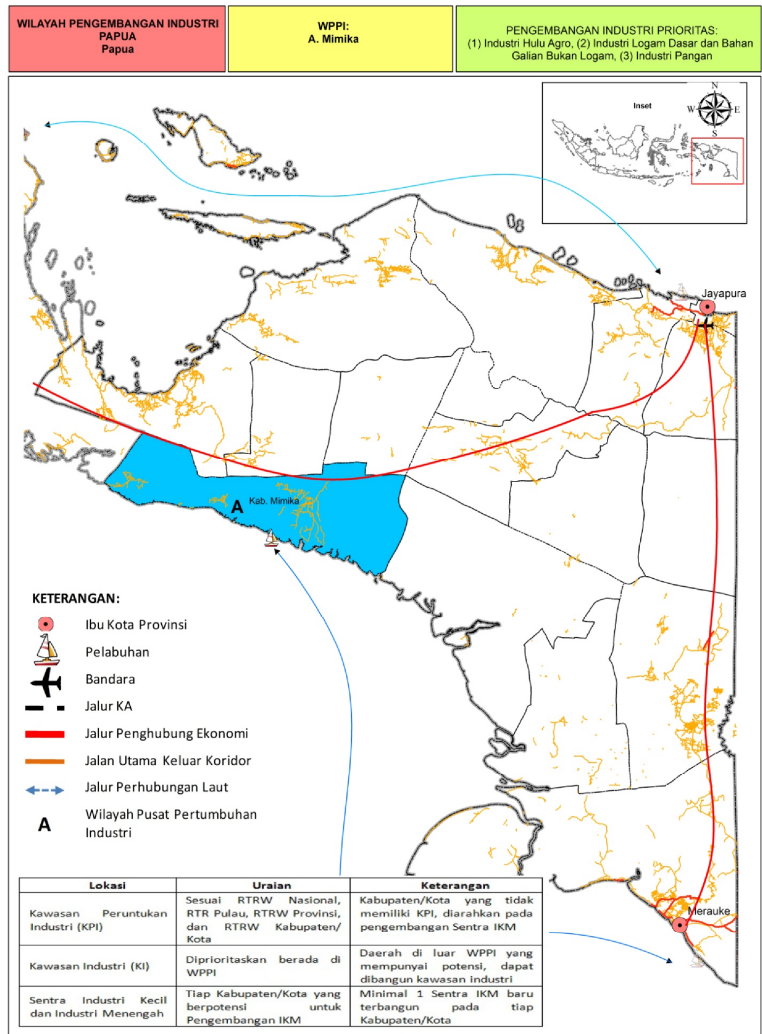 WILAYAH PENGEMBANGAN INDUSTRI
PAPUA
Papua
WPPI:
A. Mimika
PENGEMBANGAN INDUSTRI PRIORITAS:
(1) Industri Hulu Agro, (2) Industri Logam Dasar dan Bahan
Galian Bukan Logam, (3) Industri Pangan
Inset
N
W
E
S
Jayapura
A
Kab. Mimika
KETERANGAN:
Ibu Kota Provinsi
Pelabuhan
Bandara
Jalur KA
Jalur Penghubung Ekonomi
Jalan Utama Keluar Koridor
Jalur Perhubungan Laut
A
Wilayah Pusat Pertumbuhan
Industri
Merauke
Lokasi
Uraian
Keterangan
Kawasan Peruntukan
Industri (KPI)
Sesuai RTRW Nasional,
RTR Pulau, RTRW Provinsi,
dan RTRW Kabupaten/
Kota
Kabupaten/Kota yang tidak
memiliki KPI, diarahkan pada
pengembangan Sentra IKM
Kawasan Industri (KI)
Diprioritaskan berada di
WPPI
Daerah di luar WPPI yang
mempunyai potensi, dapat
dibangun kawasan industri
Sentra Industri Kecil
dan Industri Menengah
Tiap Kabupaten/Kota yang
berpotensi untuk
Pengembangan IKM
Minimal 1 Sentra IKM baru
terbangun pada tiap
Kabupaten/Kota